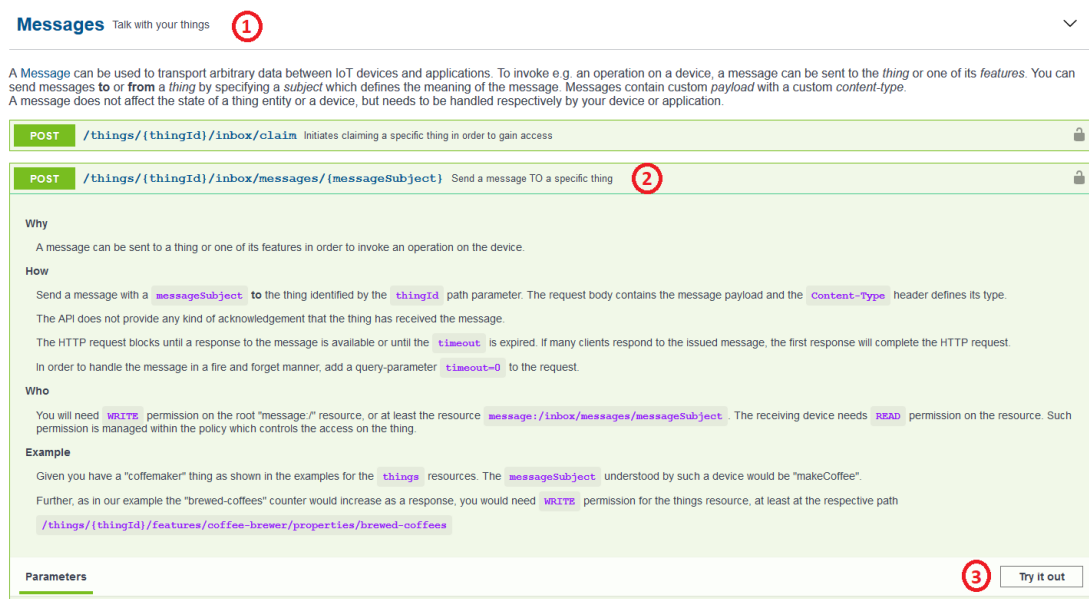 Messages Talk with your things 1
A Message can be used to transport arbitrary data between IoT devices and applications. To invoke e.g. an operation on a device, a message can be sent to the thing or one of its features. You can
send messages to or from a thing by specifying a subject which defines the meaning of the message. Messages contain custom payload with a custom content-type.
A message does not affect the state of a thing entity or a device, but needs to be handled respectively by your device or application.
POST /things/{thingId}/inbox/claim Initiates claiming a specific thing in order to gain access
POST /things/{thingId}/inbox/messages/{messageSubject} Send a message TO a specific thing 2
Why
A message can be sent to a thing or one of its features in order to invoke an operation on the device.
How
Send a message with a messageSubject to the thing identified by the thingId path parameter. The request body contains the message payload and the Content-Type header defines its type.
The API does not provide any kind of acknowledgement that the thing has received the message.
The HTTP request blocks until a response to the message is available or until the timeout is expired. If many clients respond to the issued message, the first response will complete the HTTP request.
In order to handle the message in a fire and forget manner, add a query-parameter timeout=0 to the request.
Who
You will need WRITE permission on the root "message:/" resource, or at least the resource message:/inbox/messages/messageSubject . The receiving device needs READ permission on the resource. Such
permission is managed within the policy which controls the access on the thing.
Example
Given you have a "coffemaker" thing as shown in the examples for the things resources. The messageSubject understood by such a device would be "makeCoffee".
Further, as in our example the "brewed-coffees" counter would increase as a response, you would need WRITE permission for the things resource, at least at the respective path
/things/{thingId}/features/coffee-brewer/properties/brewed-coffees
Parameters 3 Try it out